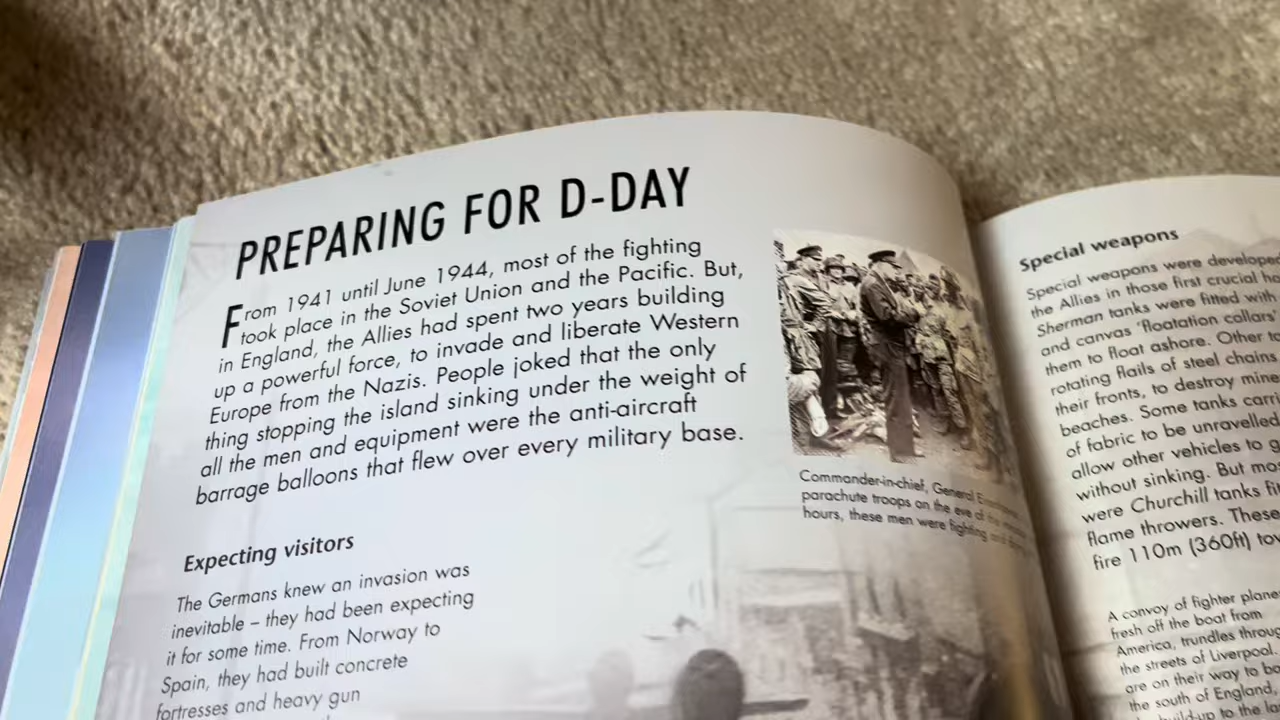 PREPARING FOR D-DAY
From 1941 until June 1944, most of the fighting
took place in the Soviet Union and the Pacific. But,
in England, the Allies had spent two years building
up a powerful force, to invade and liberate Western
Europe from the Nazis. People joked that the only
thing stopping the island sinking under the weight of
all the men and equipment were the anti-aircraft
barrage balloons that flew over every military base.
Expecting visitors
The Germans knew an invasion was
inevitable – they had been expecting
it for some time. From Norway to
Spain, they had built concrete
fortresses and heavy gun
Commander-in-chief, General
parachute troops on the eve of
hours, these men were fighting
Special weapons
Special weapons were developed
the Allies in those first crucial
Sherman tanks were fitted with
and canvas 'floatation collars'
them to float ashore. Other
rotating flails of steel chains
their fronts, to destroy
beaches. Some tanks
of fabric to be unravelled
allow other vehicles to
without sinking. But
were Churchill tanks
flame throwers. These
fire 110m (360ft)
A convoy of fighter
fresh off the boat from
America, trundles
the streets of Liverpool.
are on their way to
the south of England,
build-up to the